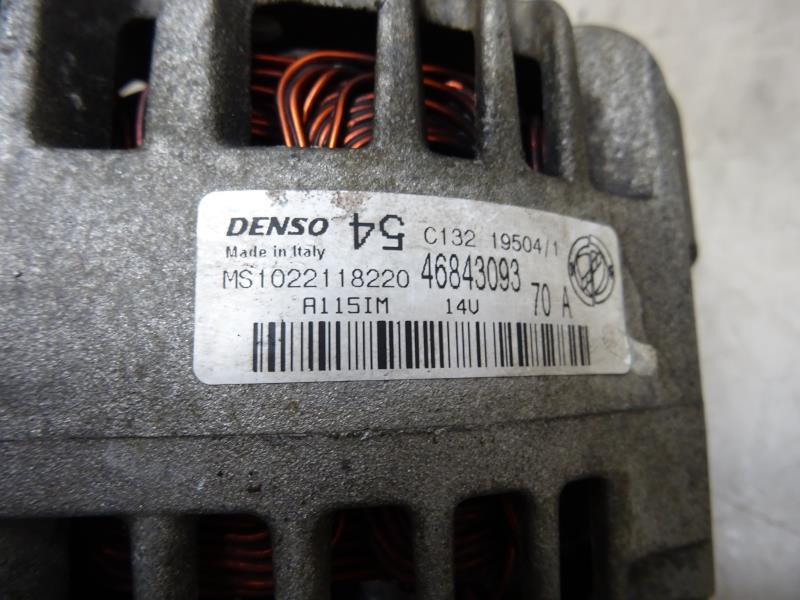 DENSO 54 C132 19504/1
Made in Italy
MS1022118220 46843093
A115IM 14V 70 A